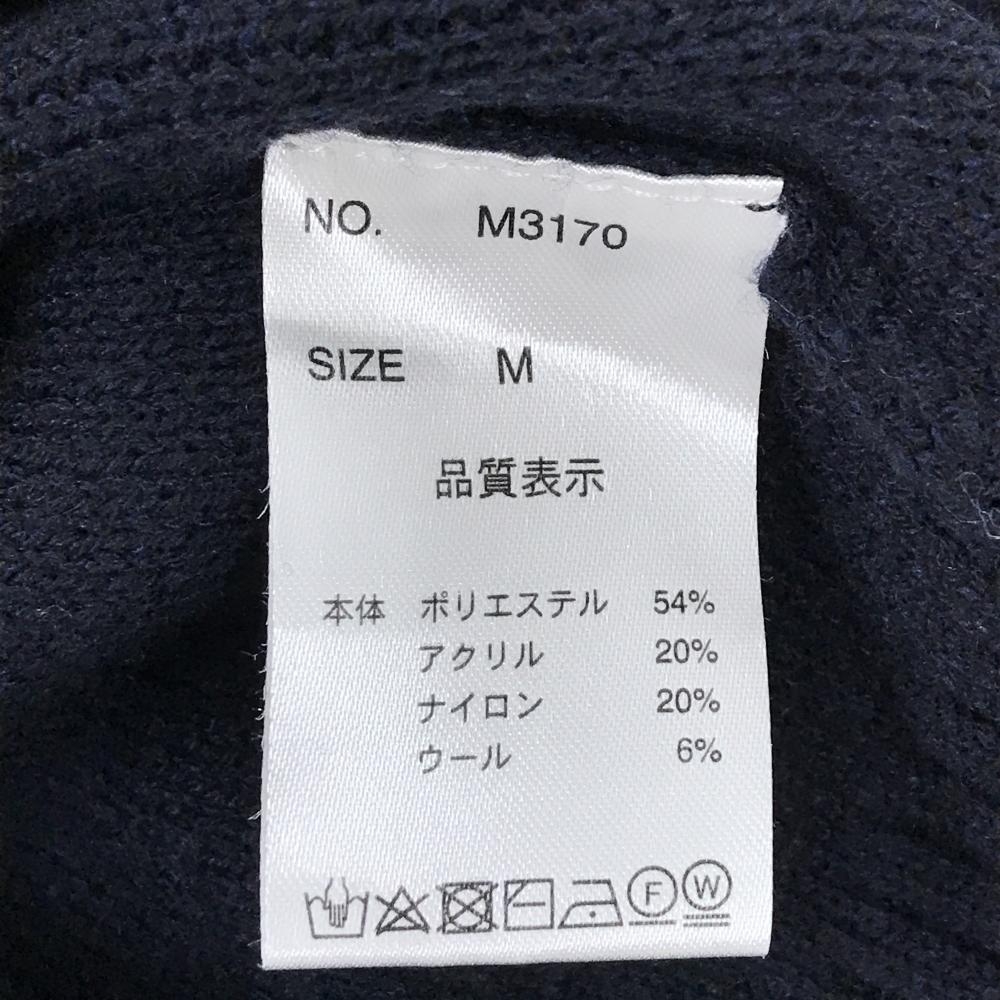 NO. M3170
SIZE M
品質表示
本体 ポリエステル 54%
アクリル 20%
ナイロン 20%
ウール 6%
F W